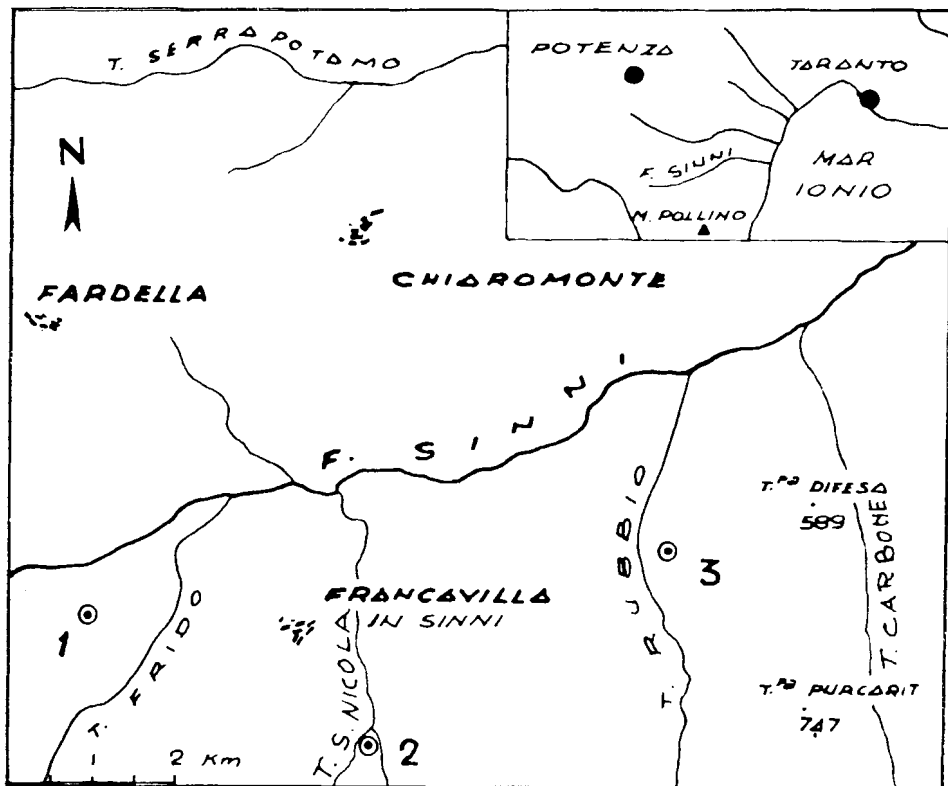 T. SERRAPOTAMO
POTENZA
TARANTO
F. SINNI
MAR
IONIO
M. POLLINO
N
CHIAROMONTE
FARDELLA
F. SINNI
T.pa DIFESA
589
T. CARBONE
T. RUBBIO
3
FRANCAVILLA
IN SINNI
1
T. FRIDO
T. S. NICOLA
2
T.pa PURCARIT
747
1 2 Km